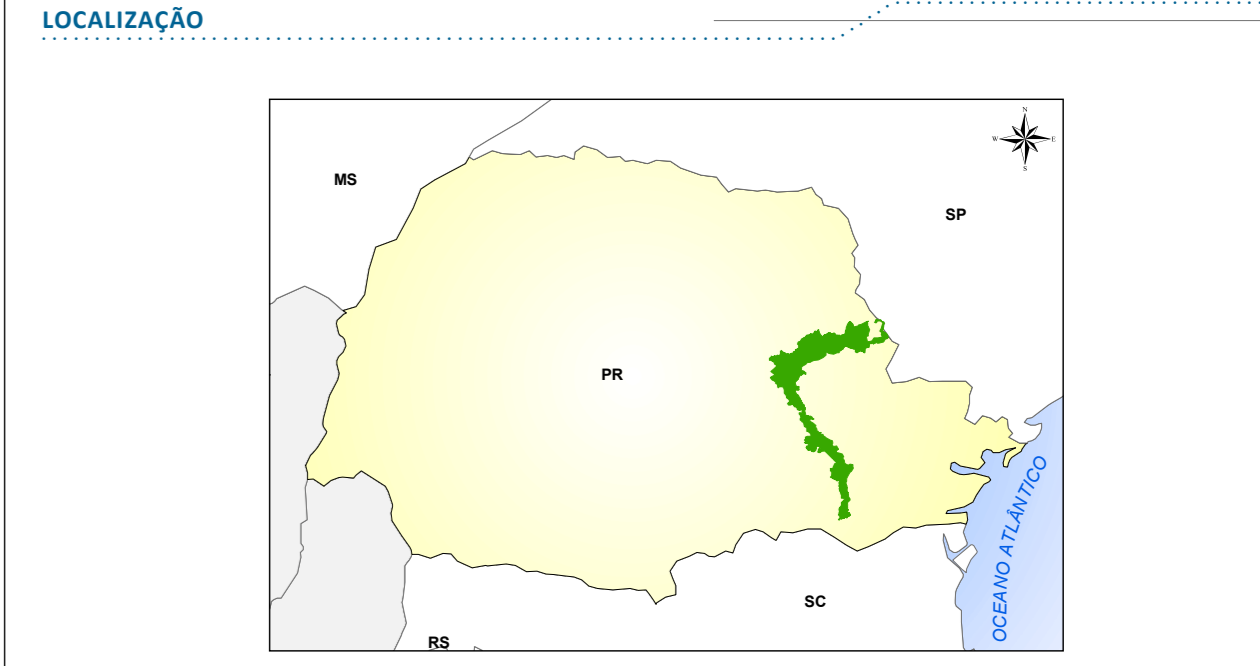 LOCALIZAÇÃO
N
W
E
S
MS
SP
PR
OCEANO ATLÂNTICO
SC
RS